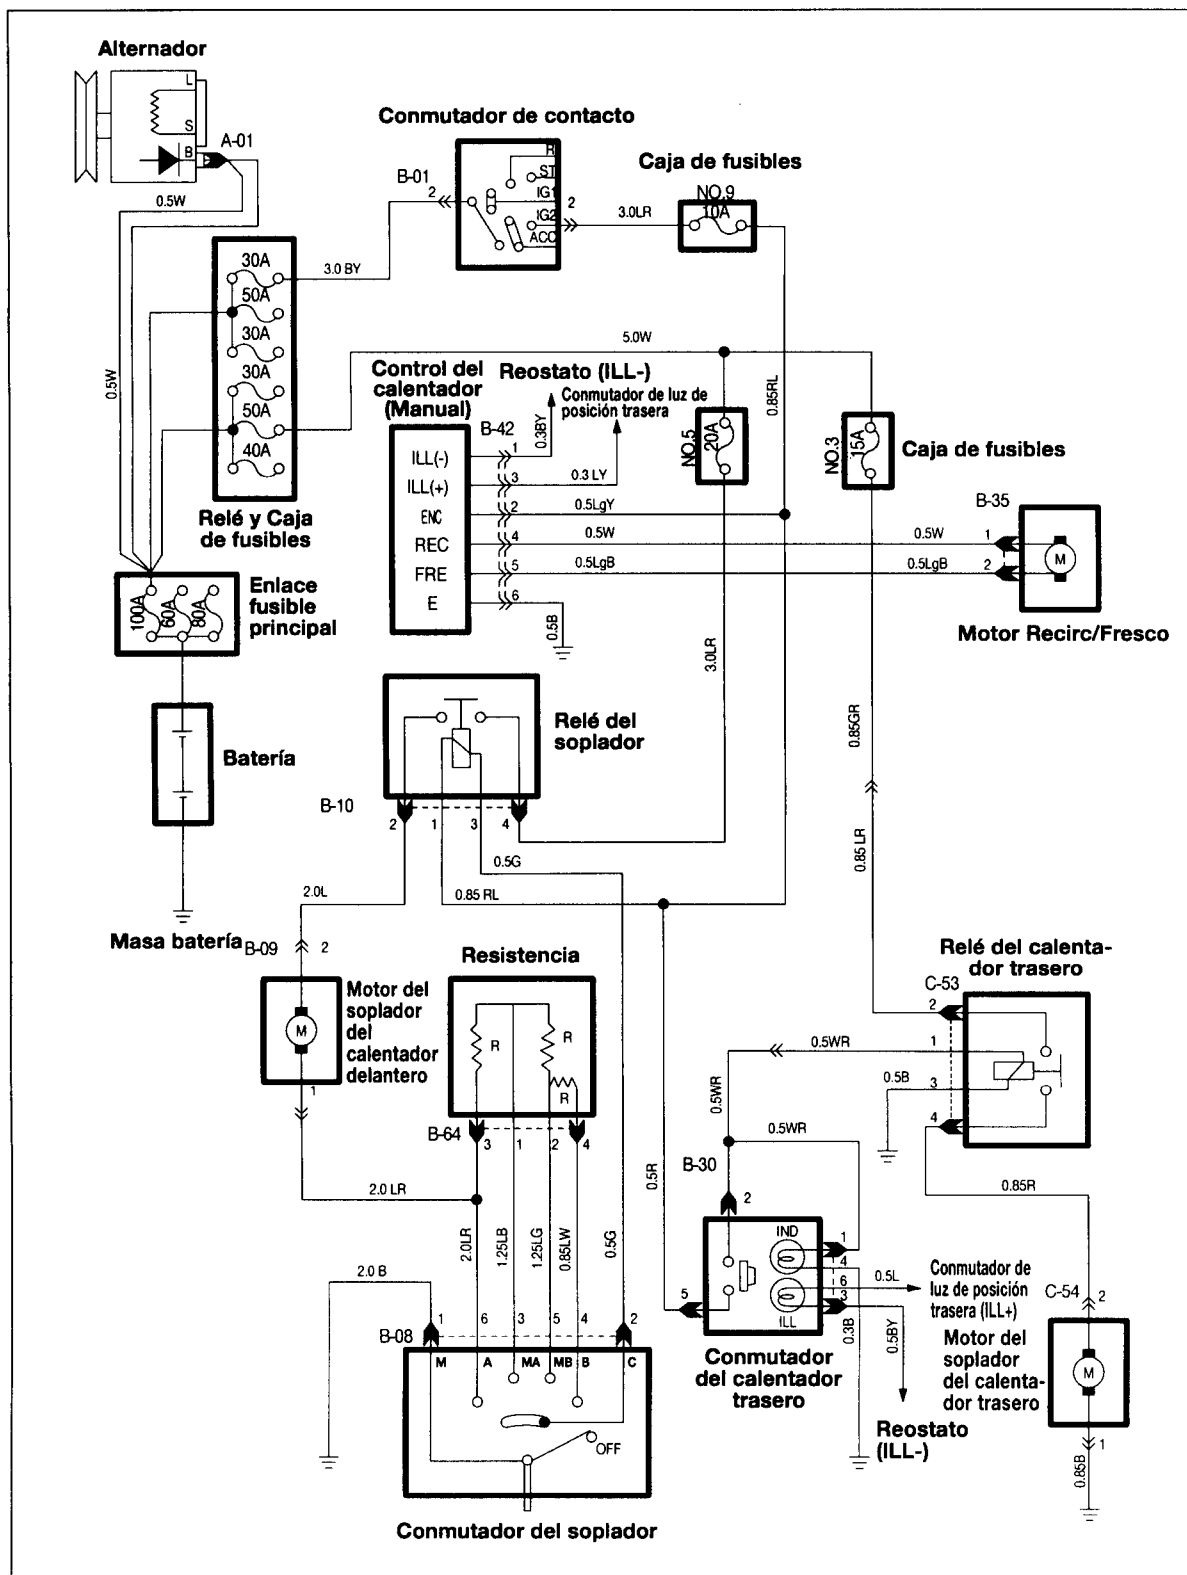 Alternador
L
S
B
A-01
0.5W
0.5W
Conmutador de contacto
B-01
2
R
ST
IG1
IG2
ACC
2
3.0LR
Caja de fusibles
NO.9
10A
30A
50A
30A
30A
50A
40A
3.0 BY
Relé y Caja
de fusibles
5.0W
0.85RL
Control del
calentador
(Manual)
Reostato (ILL-)
Conmutador de luz de
posición trasera
B-42
0.3BY
ILL(-)
1
ILL(+)
3
0.3 LY
ENC
2
0.5LgY
REC
4
0.5W
0.5W
FRE
5
0.5LgB
0.5LgB
E
6
0.5B
NO.5
20A
NO.3
15A
Caja de fusibles
B-35
1
2
M
Motor Recirc/Fresco
100A
60A
80A
Enlace
fusible
principal
Batería
Masa batería
3.0LR
0.85GR
0.85 LR
Relé del
soplador
B-10
2
1
3
4
0.5G
0.85 RL
2.0L
B-09
2
M
Motor del
soplador
del
calentador
delantero
1
2.0 LR
Resistencia
R
R
R
B-64
3
1
2
4
2.0LR
1.25LB
1.25LG
0.85LW
0.5G
0.5R
Relé del calenta-
dor trasero
C-53
2
1
3
4
0.5WR
0.5B
0.5WR
0.5WR
0.85R
B-30
2
IND
ILL
1
4
6
3
5
0.5L
0.3B
0.5BY
Conmutador de
luz de posición
trasera (ILL+)
Conmutador
del calentador
trasero
Reostato
(ILL-)
C-54
2
M
Motor del
soplador
del calenta-
dor trasero
1
0.85B
2.0 B
B-08
1
6
3
5
4
2
M
A
MA
MB
B
C
OFF
Conmutador del soplador